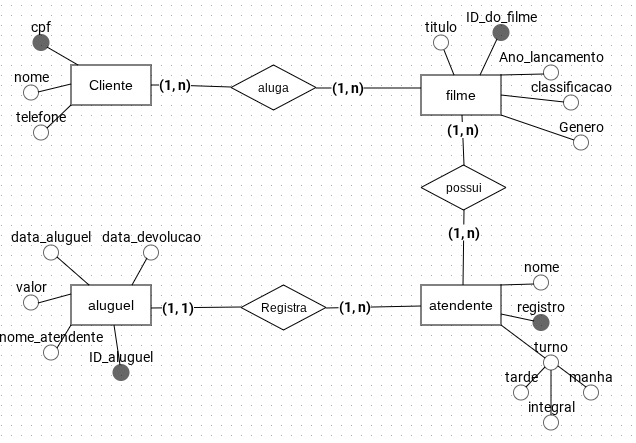 cpf
nome
telefone
Cliente
(1, n)
aluga
(1, n)
titulo
ID_do_filme
Ano_lancamento
classificacao
Genero
filme
(1, n)
possui
(1, n)
data_aluguel
data_devolucao
valor
nome_atendente
ID_aluguel
aluguel
(1, 1)
Registra
(1, n)
atendente
nome
registro
turno
tarde
manha
integral